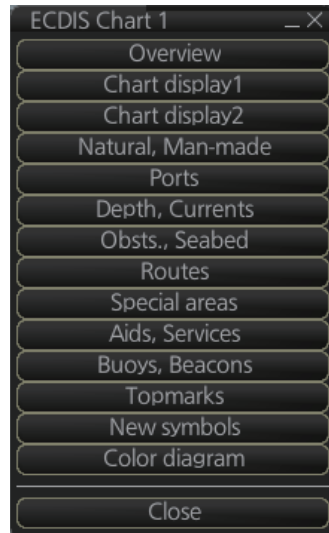 ECDIS Chart 1
Overview
Chart display1
Chart display2
Natural, Man-made
Ports
Depth, Currents
Obsts., Seabed
Routes
Special areas
Aids, Services
Buoys, Beacons
Topmarks
New symbols
Color diagram
Close